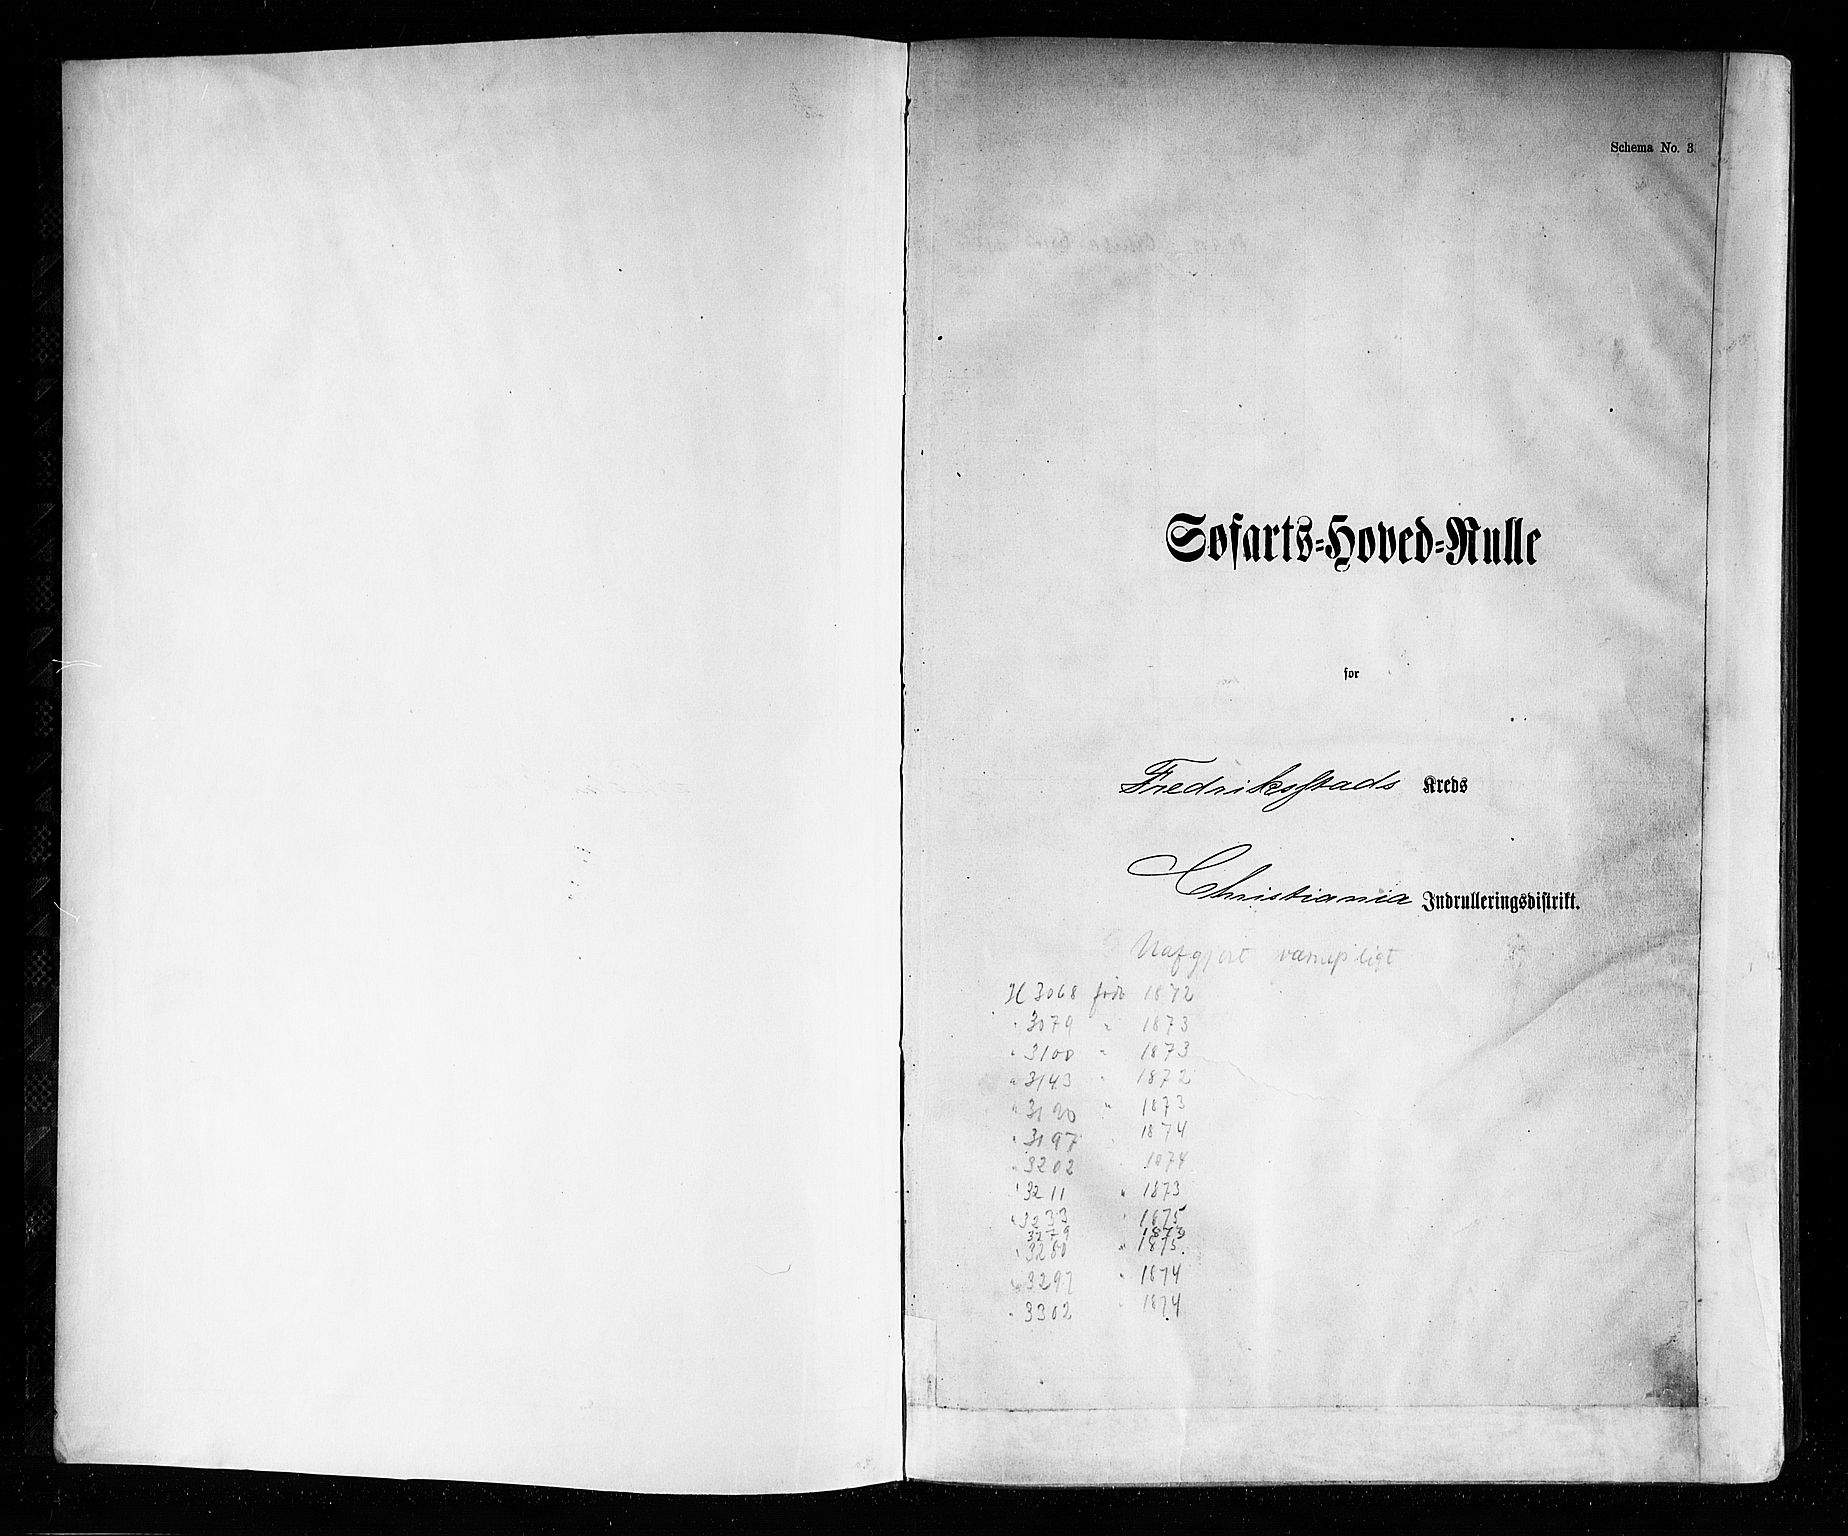 Schema No. 3
Søfarts-Hoved-Rulle
for
Fredriksstads Kreds
Christiania Indrulleringsdistrikt.
Uafgjort værnepligt
N 3068 født 1872
" 3079 " 1873
" 3100 " 1873
" 3143 " 1872
" 3190 " 1873
" 3197 " 1874
" 3202 " 1874
" 3211 " 1873
" 3233 " 1875
3279 1873
" 3280 " 1875.
" 3297 " 1874
" 3302 " 1874